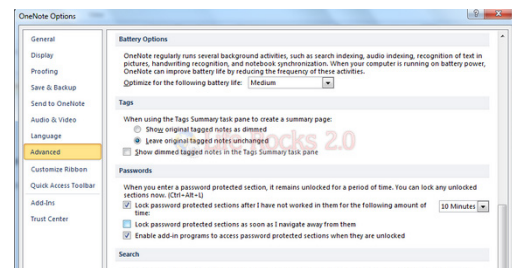 OneNote Options
General
Display
Proofing
Save & Backup
Send to OneNote
Audio & Video
Language
Advanced
Customize Ribbon
Quick Access Toolbar
Add-Ins
Trust Center
Battery Options
OneNote regularly runs several background activities, such as search indexing, audio indexing, recognition of text in
pictures, handwriting recognition, and notebook synchronization. When your computer is running on battery power,
OneNote can improve battery life by reducing the frequency of these activities.
Optimize for the following battery life: Medium
Tags
When using the Tags Summary task pane to create a summary page:
Show original tagged notes as dimmed
Leave original tagged notes unchanged
Show dimmed tagged notes in the Tags Summary task pane
Rocks 2.0
Passwords
When you enter a password protected section, it remains unlocked for a period of time. You can lock any unlocked
sections now. (Ctrl+Alt+L)
Lock password protected sections after I have not worked in them for the following amount of
time:
10 Minutes
Lock password protected sections as soon as I navigate away from them
Enable add-in programs to access password protected sections when they are unlocked
Search